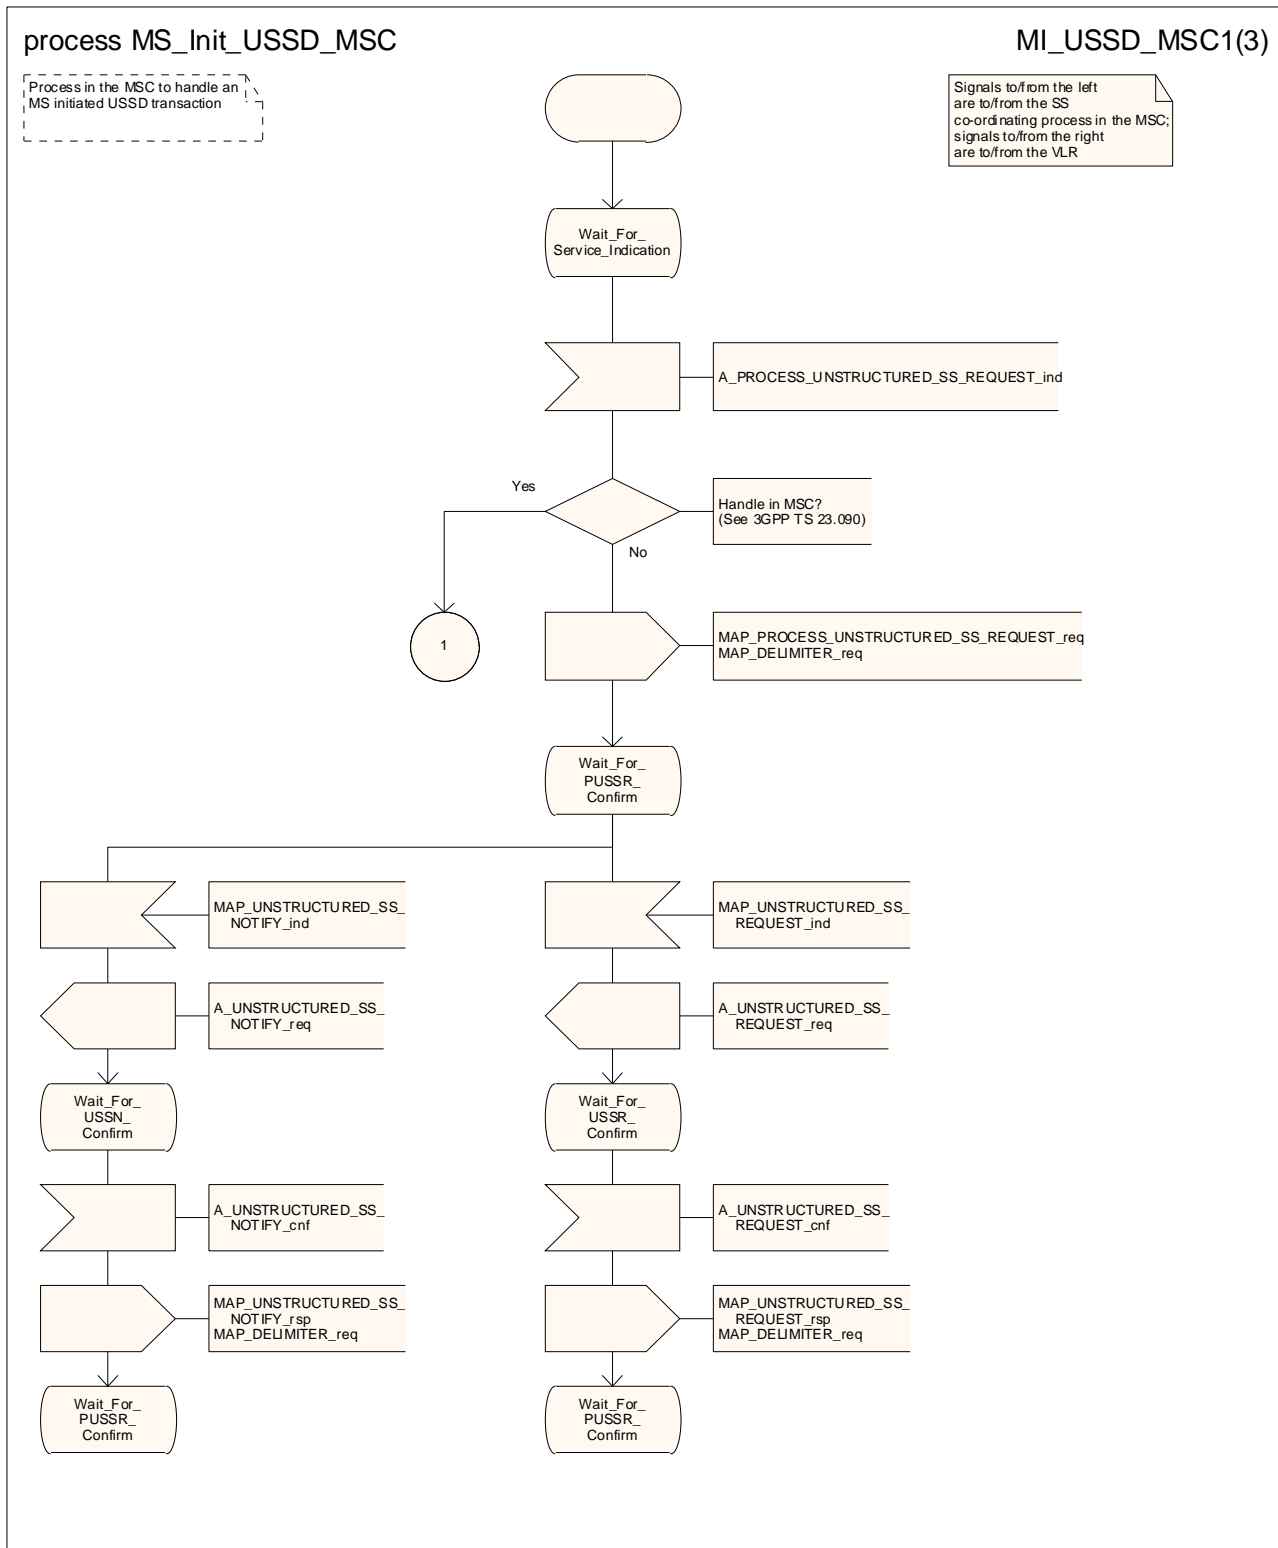 process MS_Init_USSD_MSC
MI_USSD_MSC1(3)
Process in the MSC to handle an
MS initiated USSD transaction
Signals to/from the left
are to/from the SS
co-ordinating process in the MSC;
signals to/from the right
are to/from the VLR
Wait_For_
Service_Indication
A_PROCESS_UNSTRUCTURED_SS_REQUEST_ind
Yes
Handle in MSC?
(See 3GPP TS 23.090)
No
1
MAP_PROCESS_UNSTRUCTURED_SS_REQUEST_req
MAP_DELIMITER_req
Wait_For_
PUSSR_
Confirm
MAP_UNSTRUCTURED_SS_
NOTIFY_ind
MAP_UNSTRUCTURED_SS_
REQUEST_ind
A_UNSTRUCTURED_SS_
NOTIFY_req
A_UNSTRUCTURED_SS_
REQUEST_req
Wait_For_
USSN_
Confirm
Wait_For_
USSR_
Confirm
A_UNSTRUCTURED_SS_
NOTIFY_cnf
A_UNSTRUCTURED_SS_
REQUEST_cnf
MAP_UNSTRUCTURED_SS_
NOTIFY_rsp
MAP_DELIMITER_req
MAP_UNSTRUCTURED_SS_
REQUEST_rsp
MAP_DELIMITER_req
Wait_For_
PUSSR_
Confirm
Wait_For_
PUSSR_
Confirm